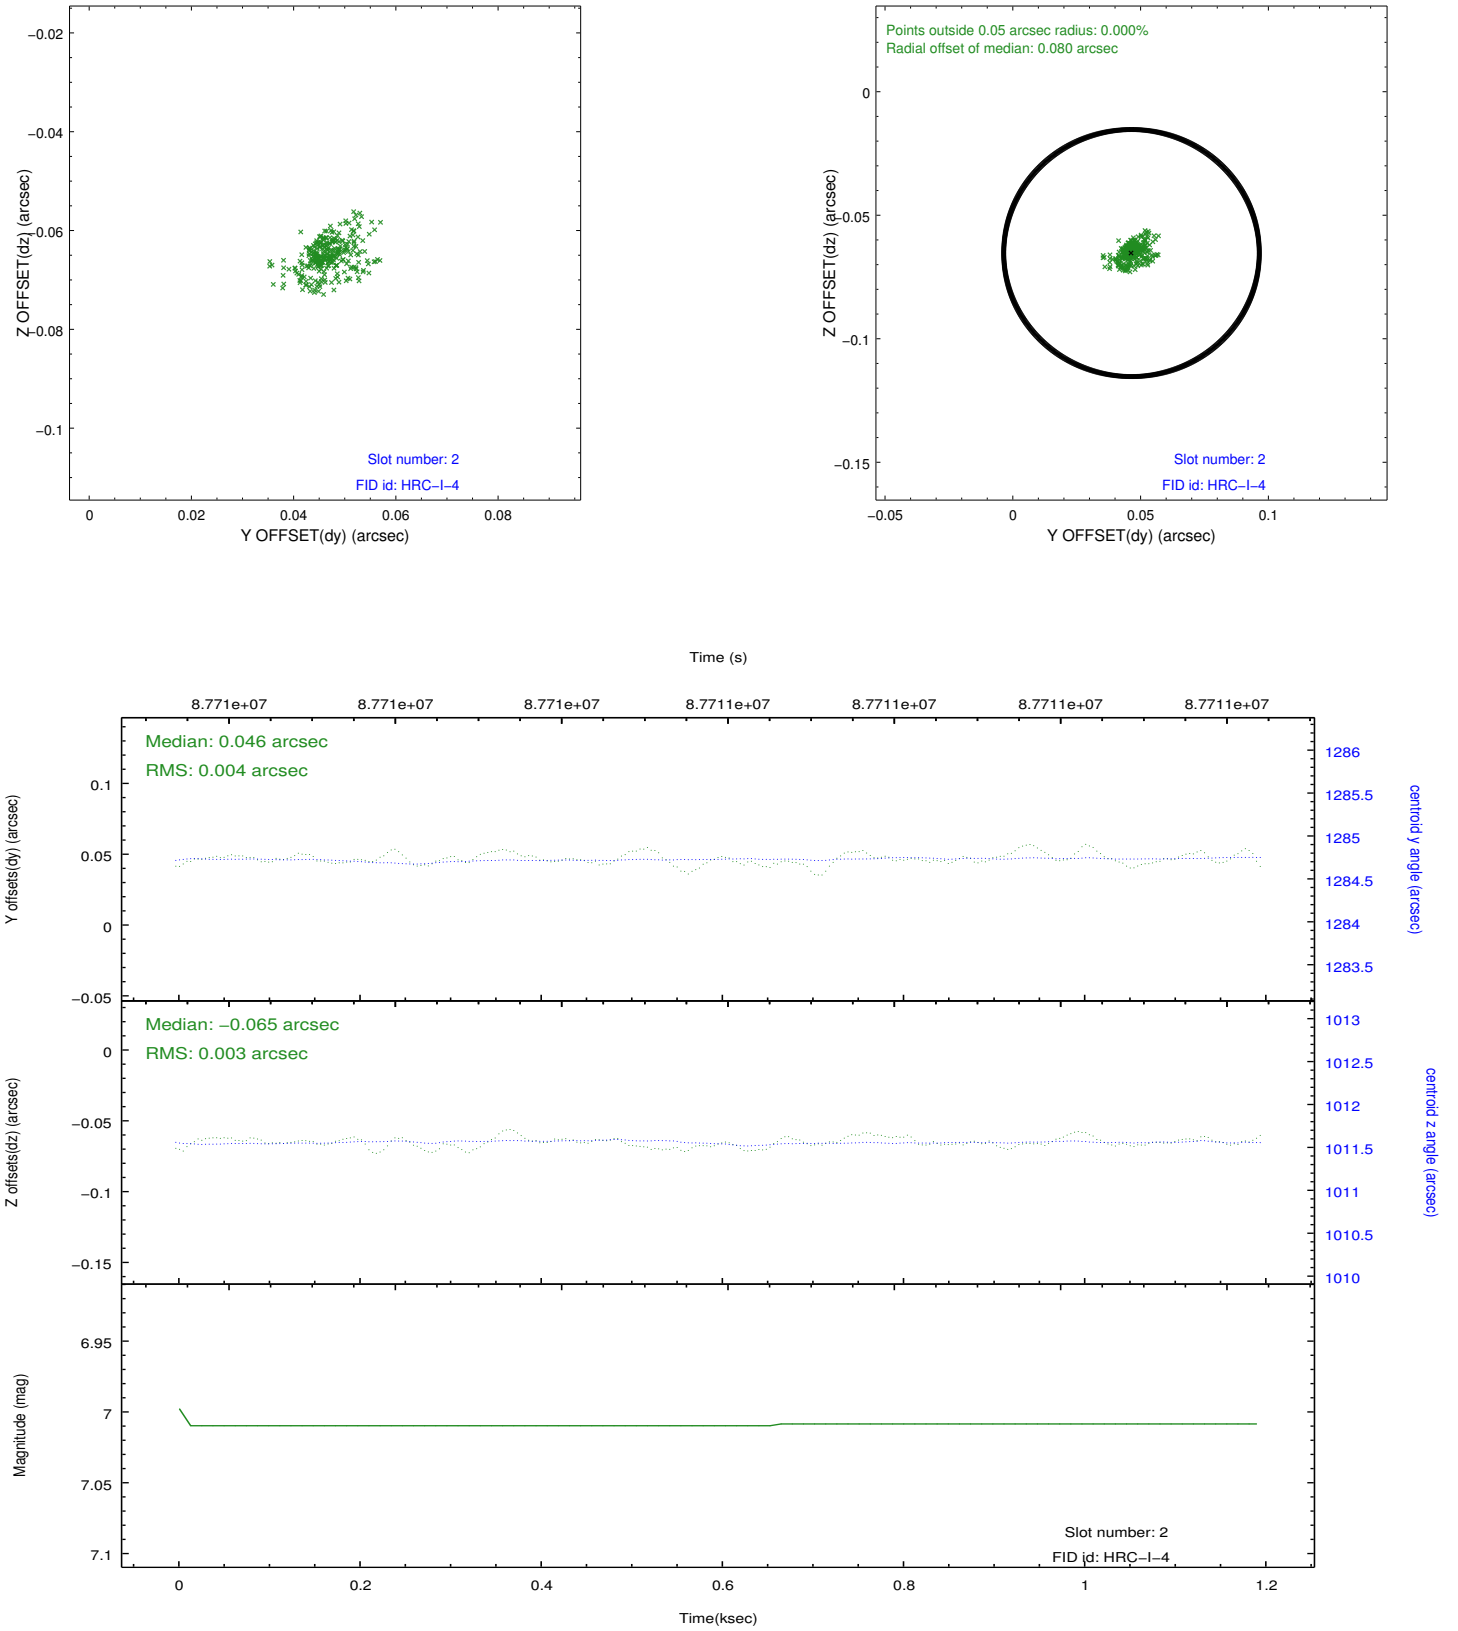 −0.02
−0.04
−0.06
−0.08
−0.1
Z OFFSET(dz) (arcsec)
Slot number: 2
FID id: HRC−I−4
0 0.02 0.04 0.06 0.08
Y OFFSET(dy) (arcsec)
Points outside 0.05 arcsec radius: 0.000%
Radial offset of median: 0.080 arcsec
0
−0.05
−0.1
−0.15
Z OFFSET(dz) (arcsec)
Slot number: 2
FID id: HRC−I−4
−0.05 0 0.05 0.1
Y OFFSET(dy) (arcsec)
Time (s)
8.771e+07 8.771e+07 8.771e+07 8.7711e+07 8.7711e+07 8.7711e+07 8.7711e+07
Median: 0.046 arcsec
RMS: 0.004 arcsec
0.1
0.05
0
−0.05
Y offsets(dy) (arcsec)
1286
1285.5
1285
1284.5
1284
1283.5
centroid y angle (arcsec)
Median: −0.065 arcsec
RMS: 0.003 arcsec
0
−0.05
−0.1
−0.15
Z offsets(dz) (arcsec)
1013
1012.5
1012
1011.5
1011
1010.5
1010
centroid z angle (arcsec)
6.95
7
7.05
7.1
Magnitude (mag)
Slot number: 2
FID id: HRC−I−4
0 0.2 0.4 0.6 0.8 1 1.2
Time(ksec)